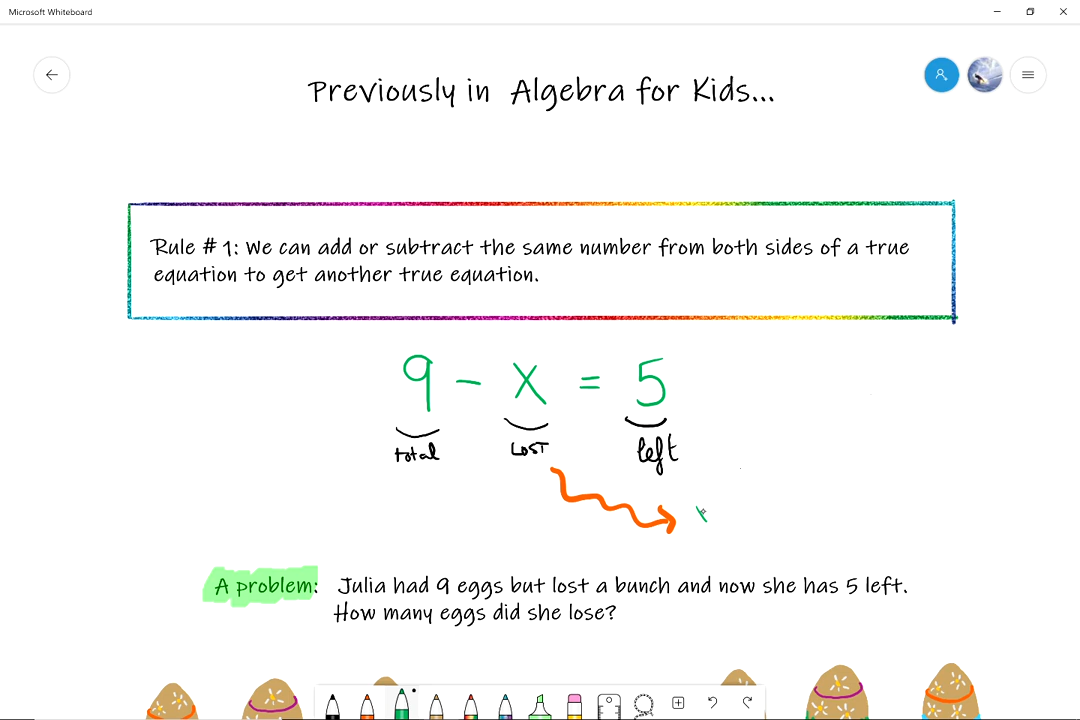 Microsoft Whiteboard
Previously in Algebra for Kids...
Rule # 1: We can add or subtract the same number from both sides of a true
equation to get another true equation.
9 - x = 5
total LOST left
A problem: Julia had 9 eggs but lost a bunch and now she has 5 left.
How many eggs did she lose?